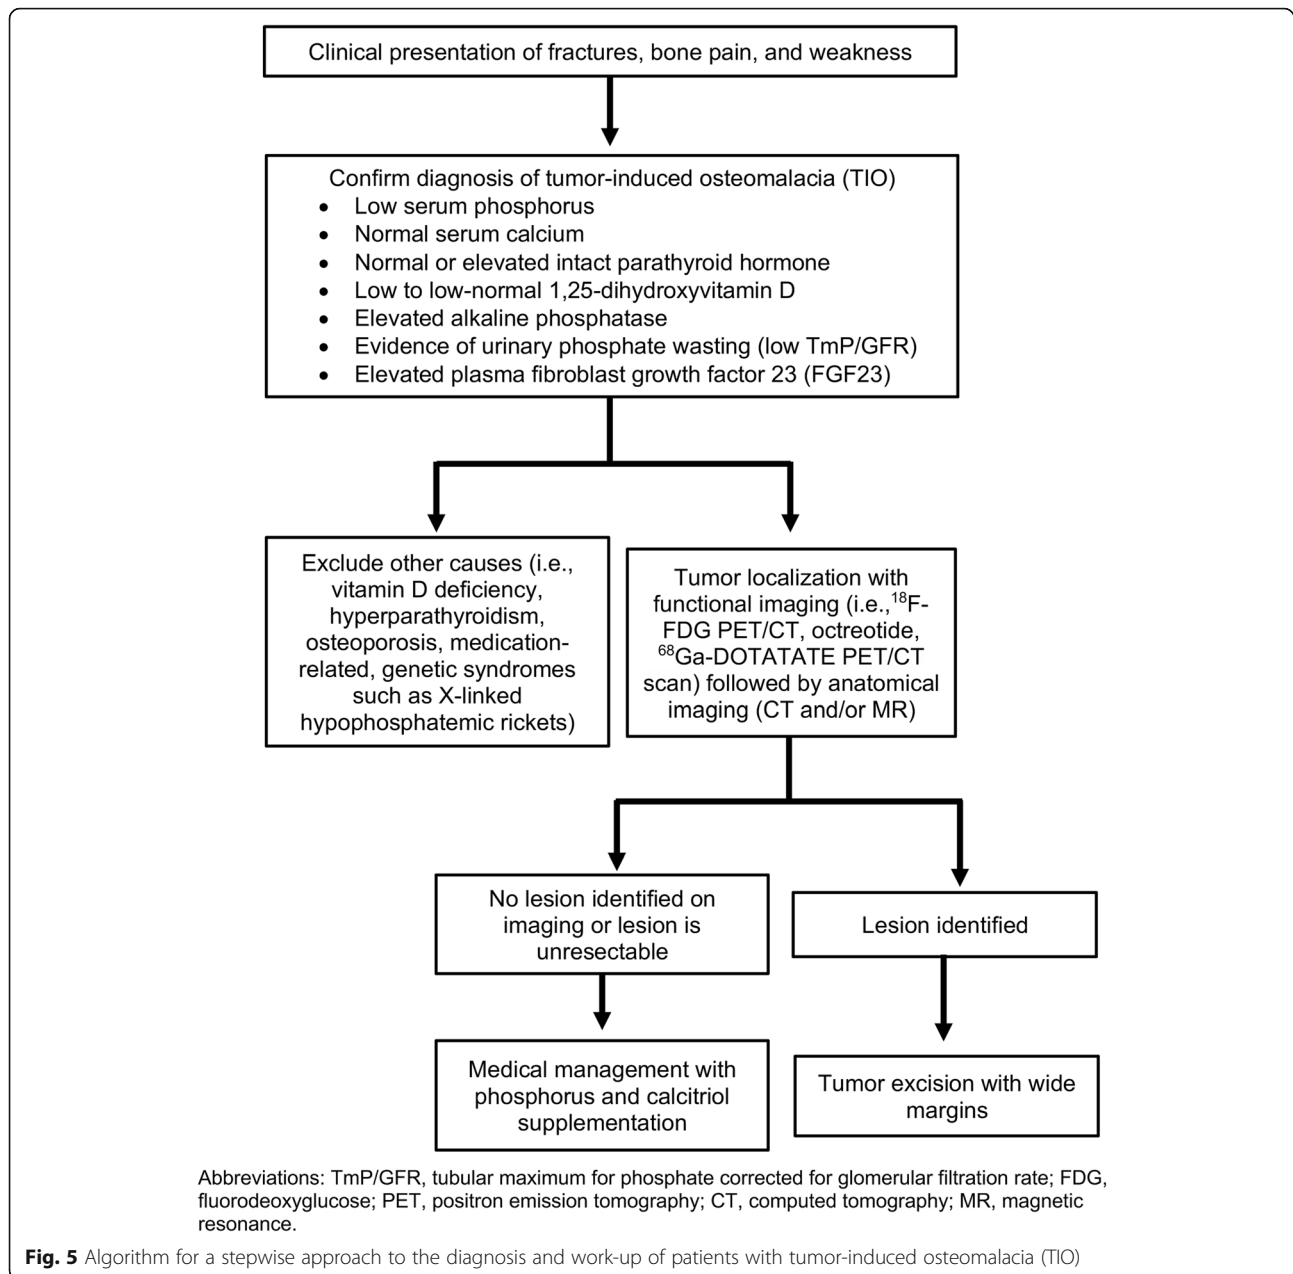 Clinical presentation of fractures, bone pain, and weakness
Confirm diagnosis of tumor-induced osteomalacia (TIO)
• Low serum phosphorus
• Normal serum calcium
• Normal or elevated intact parathyroid hormone
• Low to low-normal 1,25-dihydroxyvitamin D
• Elevated alkaline phosphatase
• Evidence of urinary phosphate wasting (low TmP/GFR)
• Elevated plasma fibroblast growth factor 23 (FGF23)
Exclude other causes (i.e.,
vitamin D deficiency,
hyperparathyroidism,
osteoporosis, medication-
related, genetic syndromes
such as X-linked
hypophosphatemic rickets)
Tumor localization with
functional imaging (i.e.,¹⁸F-
FDG PET/CT, octreotide,
⁶⁸Ga-DOTATATE PET/CT
scan) followed by anatomical
imaging (CT and/or MR)
No lesion identified on
imaging or lesion is
unresectable
Lesion identified
Medical management with
phosphorus and calcitriol
supplementation
Tumor excision with wide
margins
Abbreviations: TmP/GFR, tubular maximum for phosphate corrected for glomerular filtration rate; FDG,
fluorodeoxyglucose; PET, positron emission tomography; CT, computed tomography; MR, magnetic
resonance.
Fig. 5 Algorithm for a stepwise approach to the diagnosis and work-up of patients with tumor-induced osteomalacia (TIO)